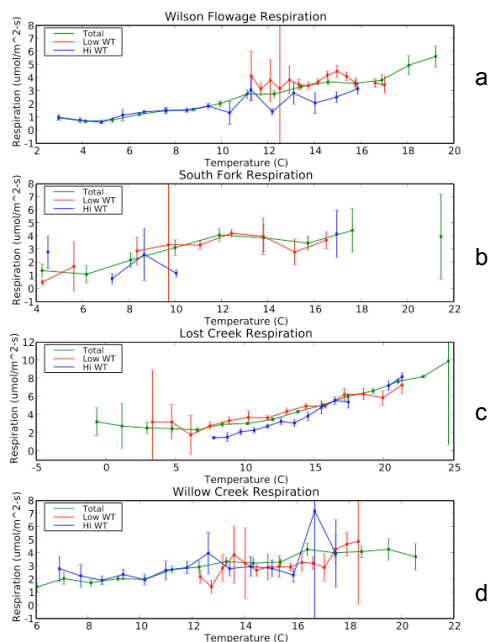 Wilson Flowage Respiration
Respiration (umol/m^2-s)
8
7
6
5
4
3
2
1
0
-1
Total
Low WT
Hi WT
a
2 4 6 8 10 12 14 16 18 20
Temperature (C)
South Fork Respiration
Respiration (umol/m^2-s)
8
7
6
5
4
3
2
1
0
-1
Total
Low WT
Hi WT
b
4 6 8 10 12 14 16 18 20 22
Temperature (C)
Lost Creek Respiration
Respiration (umol/m^2-s)
12
10
8
6
4
2
0
Total
Low WT
Hi WT
c
-5 0 5 10 15 20 25
Temperature (C)
Willow Creek Respiration
Respiration (umol/m^2-s)
8
7
6
5
4
3
2
1
0
-1
Total
Low WT
Hi WT
d
6 8 10 12 14 16 18 20 22
Temperature (C)